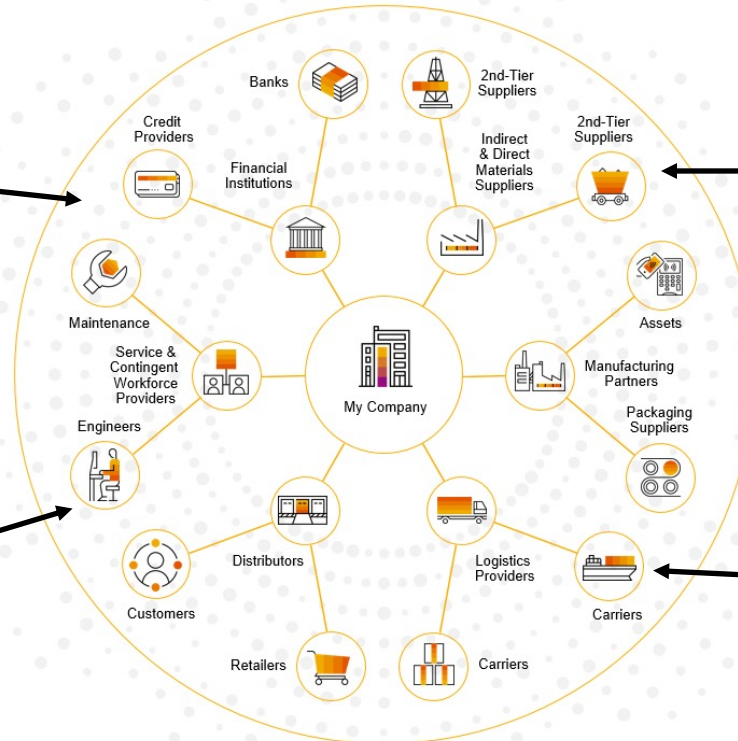 Banks
2nd-Tier
Suppliers
Credit
Providers
2nd-Tier
Suppliers
Financial
Institutions
Indirect
& Direct
Materials
Suppliers
Maintenance
Assets
Service &
Contingent
Workforce
Providers
My Company
Manufacturing
Partners
Engineers
Packaging
Suppliers
Distributors
Logistics
Providers
Customers
Carriers
Retailers
Carriers